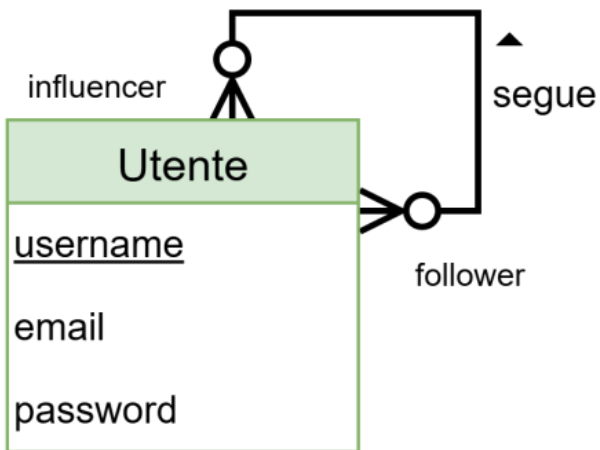 influencer
segue
Utente
username
follower
email
password